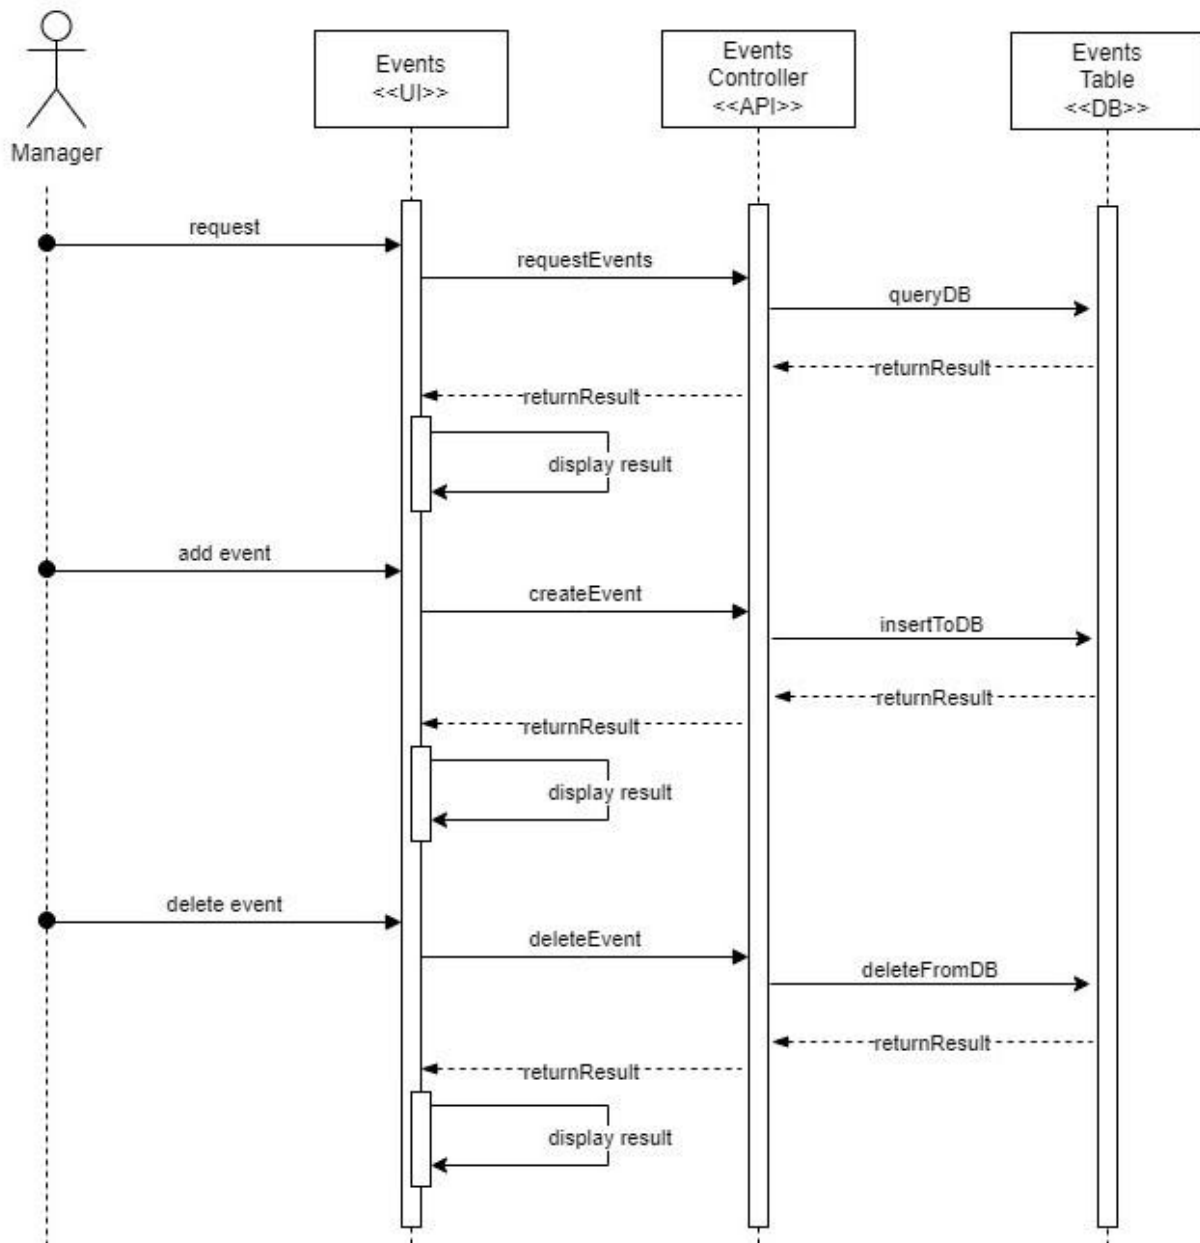 Manager
Events
<<UI>>
Events
Controller
<<API>>
Events
Table
<<DB>>
request
requestEvents
queryDB
returnResult
returnResult
display result
add event
createEvent
insertToDB
returnResult
returnResult
display result
delete event
deleteEvent
deleteFromDB
returnResult
returnResult
display result